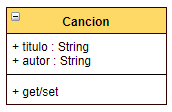 Cancion
+ titulo : String
+ autor : String
+ get/set